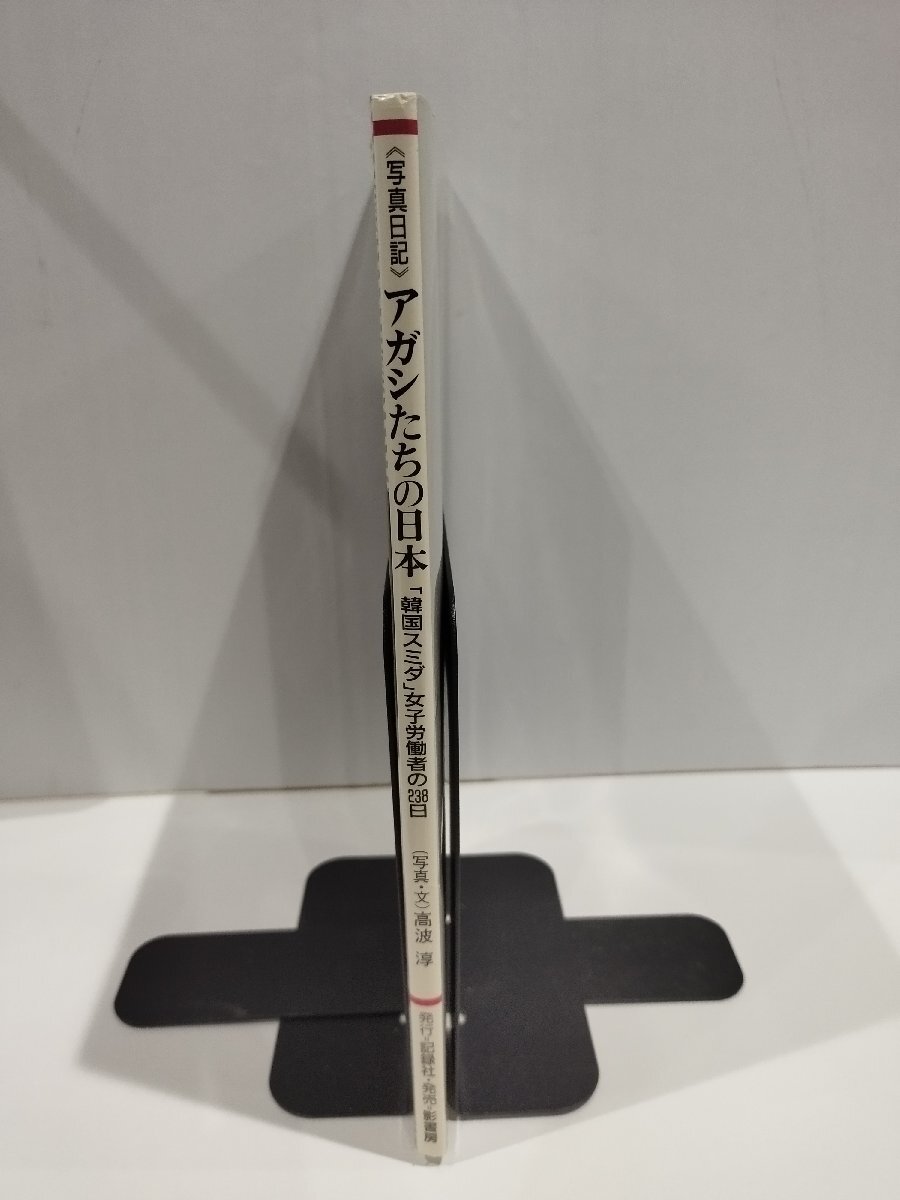 《写真日記》アガシたちの日本「韓国スミダ」女子労働者の238日
（写真・文）高波 淳
発行=記録社・発売=影書房